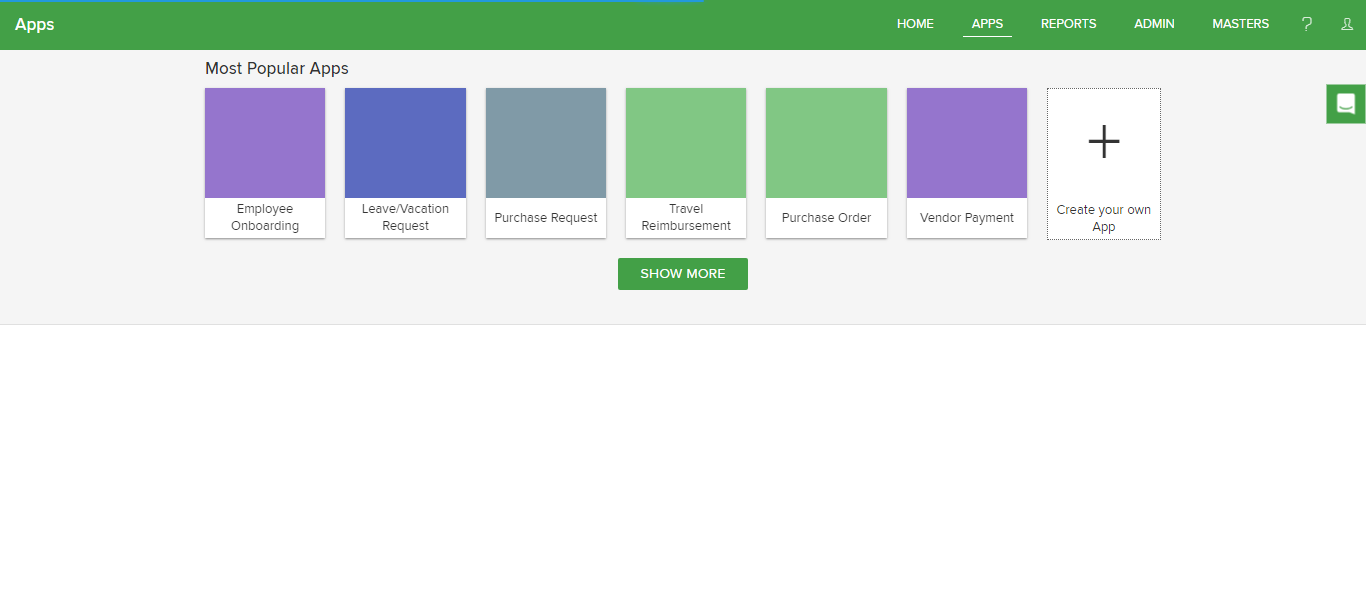 Apps
HOME
APPS
REPORTS
ADMIN
MASTERS
?
Most Popular Apps
Employee
Onboarding
Leave/Vacation
Request
Purchase Request
Travel
Reimbursement
Purchase Order
Vendor Payment
Create your own
App
SHOW MORE